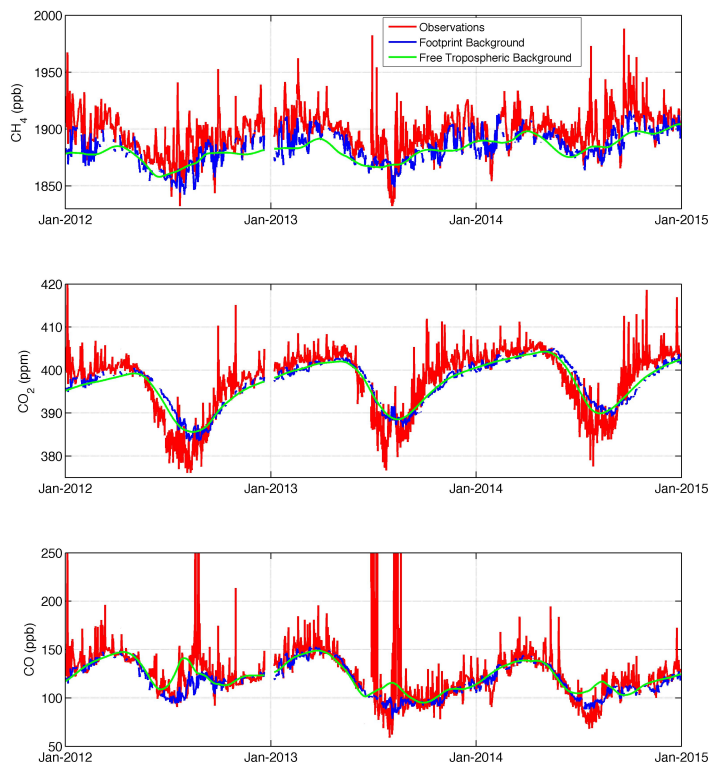 2000
Observations
Footprint Background
Free Tropospheric Background
1950
CH4 (ppb)
1900
1850
Jan-2012
Jan-2013
Jan-2014
Jan-2015
420
410
CO2 (ppm)
400
390
380
Jan-2012
Jan-2013
Jan-2014
Jan-2015
250
200
CO (ppb)
150
100
50
Jan-2012
Jan-2013
Jan-2014
Jan-2015